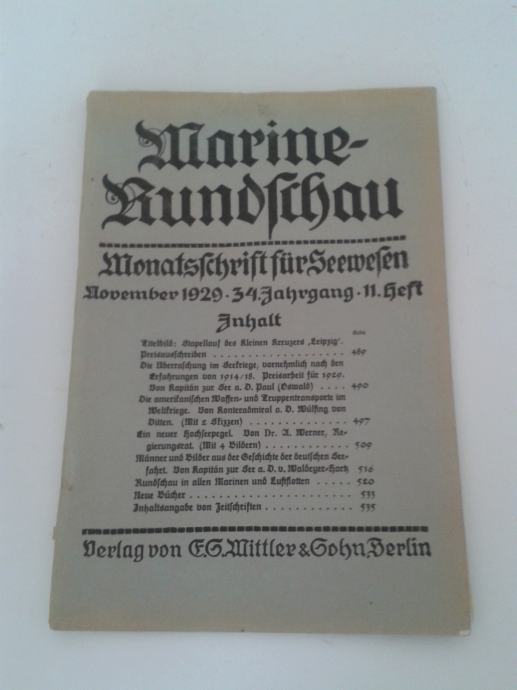 Marine-
Rundschau
Monatsschrift für Seewesen
November 1929 · 34. Jahrgang · 11. Heft
Inhalt
Seite
Titelbild: Stapellauf des Kleinen Kreuzers „Leipzig“.
Preisausschreiben . . . . . . . . . . . . . . . . . . . 489
Die Überraschung im Seekriege, vornehmlich nach den
Erfahrungen von 1914/18. Preisarbeit für 1929.
Von Kapitän zur See a. D. Paul (Oswald) . . . . 490
Die amerikanischen Waffen- und Truppentransporte im
Weltkriege. Von Konteradmiral a. D. Wülfing von
Ditten. (Mit 2 Skizzen) . . . . . . . . . . . . . . 497
Ein neuer Hochseepegel. Von Dr. A. Werner, Re-
gierungsrat. (Mit 4 Bildern) . . . . . . . . . . . . 509
Männer und Bilder aus der Geschichte der deutschen See-
fahrt. Von Kapitän zur See a. D. v. Waldeyer-Hartz 516
Rundschau in allen Marinen und Luftflotten . . . . . 520
Neue Bücher . . . . . . . . . . . . . . . . . . . . . . 533
Inhaltsangabe von Zeitschriften . . . . . . . . . . . . 535
Verlag von E. S. Mittler & Sohn, Berlin